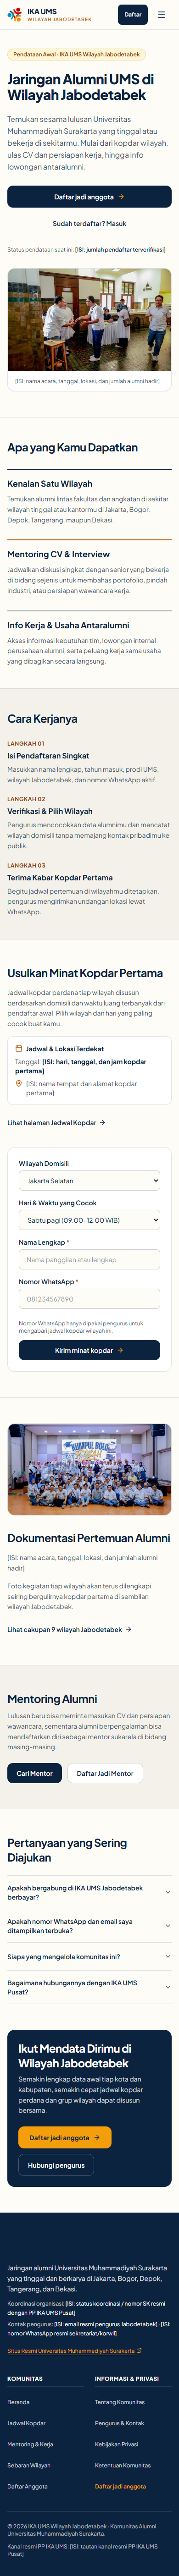 IKA UMS
WILAYAH JABODETABEK
Daftar
Pendataan Awal · IKA UMS Wilayah Jabodetabek
Jaringan Alumni UMS di
Wilayah Jabodetabek
Temukan sesama lulusan Universitas
Muhammadiyah Surakarta yang tinggal atau
bekerja di sekitarmu. Mulai dari kopdar wilayah,
ulas CV dan persiapan kerja, hingga info
lowongan antaralumni.
Daftar jadi anggota
Sudah terdaftar? Masuk
Status pendataan saat ini: [ISI: jumlah pendaftar terverifikasi]
[ISI: nama acara, tanggal, lokasi, dan jumlah alumni hadir]
Apa yang Kamu Dapatkan
Kenalan Satu Wilayah
Temukan alumni lintas fakultas dan angkatan di sekitar
wilayah tinggal atau kantormu di Jakarta, Bogor,
Depok, Tangerang, maupun Bekasi.
Mentoring CV & Interview
Jadwalkan diskusi singkat dengan senior yang bekerja
di bidang sejenis untuk membahas portofolio, pindah
industri, atau persiapan wawancara kerja.
Info Kerja & Usaha Antaralumni
Akses informasi kebutuhan tim, lowongan internal
perusahaan alumni, serta peluang kerja sama usaha
yang dibagikan secara langsung.
Cara Kerjanya
LANGKAH 01
Isi Pendaftaran Singkat
Masukkan nama lengkap, tahun masuk, prodi UMS,
wilayah Jabodetabek, dan nomor WhatsApp aktif.
LANGKAH 02
Verifikasi & Pilih Wilayah
Pengurus mencocokkan data alumnimu dan mencatat
wilayah domisili tanpa memajang kontak pribadimu ke
publik.
LANGKAH 03
Terima Kabar Kopdar Pertama
Begitu jadwal pertemuan di wilayahmu ditetapkan,
pengurus mengirimkan undangan lokasi lewat
WhatsApp.
Usulkan Minat Kopdar Pertama
Jadwal kopdar perdana tiap wilayah disusun
berdasarkan domisili dan waktu luang terbanyak dari
pendaftar awal. Pilih wilayah dan hari yang paling
cocok buat kamu.
Jadwal & Lokasi Terdekat
Tanggal: [ISI: hari, tanggal, dan jam kopdar
pertama]
[ISI: nama tempat dan alamat kopdar
pertama]
Lihat halaman Jadwal Kopdar
Wilayah Domisili
Jakarta Selatan
Hari & Waktu yang Cocok
Sabtu pagi (09.00–12.00 WIB)
Nama Lengkap *
Nama panggilan atau lengkap
Nomor WhatsApp *
081234567890
Nomor WhatsApp hanya dipakai pengurus untuk
mengabari jadwal kopdar wilayah ini.
Kirim minat kopdar
KUMPUL BOLO
Dokumentasi Pertemuan Alumni
[ISI: nama acara, tanggal, lokasi, dan jumlah alumni
hadir]
Foto kegiatan tiap wilayah akan terus dilengkapi
seiring bergulirnya kopdar pertama di sembilan
wilayah Jabodetabek.
Lihat cakupan 9 wilayah Jabodetabek
Mentoring Alumni
Lulusan baru bisa meminta masukan CV dan persiapan
wawancara, sementara alumni berpengalaman bisa
mendaftarkan diri sebagai mentor sukarela di bidang
masing-masing.
Cari Mentor
Daftar Jadi Mentor
Pertanyaan yang Sering
Diajukan
Apakah bergabung di IKA UMS Jabodetabek
berbayar?
Apakah nomor WhatsApp dan email saya
ditampilkan terbuka?
Siapa yang mengelola komunitas ini?
Bagaimana hubungannya dengan IKA UMS
Pusat?
Ikut Mendata Dirimu di
Wilayah Jabodetabek
Semakin lengkap data awal tiap kota dan
kabupaten, semakin cepat jadwal kopdar
perdana dan grup wilayah dapat disusun
bersama.
Daftar jadi anggota
Hubungi pengurus
Jaringan alumni Universitas Muhammadiyah Surakarta
yang tinggal dan berkarya di Jakarta, Bogor, Depok,
Tangerang, dan Bekasi.
Koordinasi organisasi: [ISI: status koordinasi / nomor SK resmi
dengan PP IKA UMS Pusat]
Kontak pengurus: [ISI: email resmi pengurus Jabodetabek] · [ISI:
nomor WhatsApp resmi sekretariat/korwil]
Situs Resmi Universitas Muhammadiyah Surakarta
KOMUNITAS
Beranda
Jadwal Kopdar
Mentoring & Kerja
Sebaran Wilayah
Daftar Anggota
INFORMASI & PRIVASI
Tentang Komunitas
Pengurus & Kontak
Kebijakan Privasi
Ketentuan Komunitas
Daftar jadi anggota
© 2026 IKA UMS Wilayah Jabodetabek · Komunitas Alumni
Universitas Muhammadiyah Surakarta.
Kanal resmi PP IKA UMS: [ISI: tautan kanal resmi PP IKA UMS
Pusat]